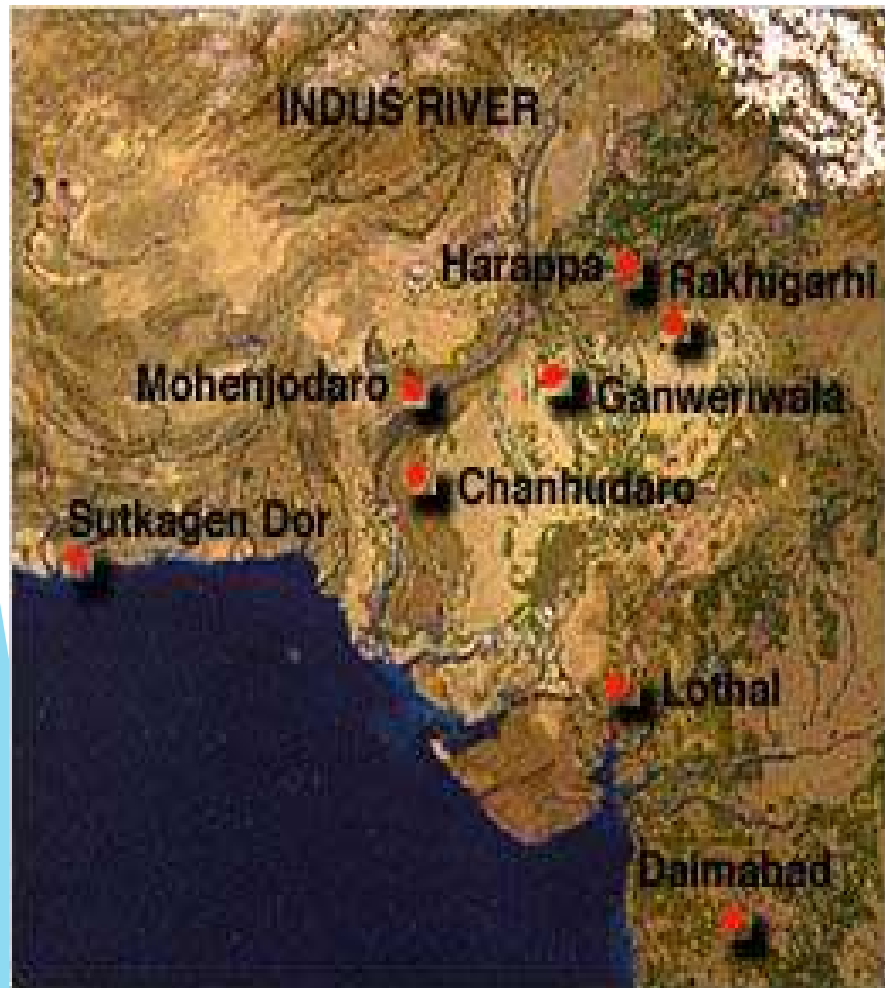 INDUS RIVER
Harappa
Rakhigarhi
Mohenjodaro
Ganweriwala
Chanhudaro
Sutkagen Dor
Lothal
Daimabad